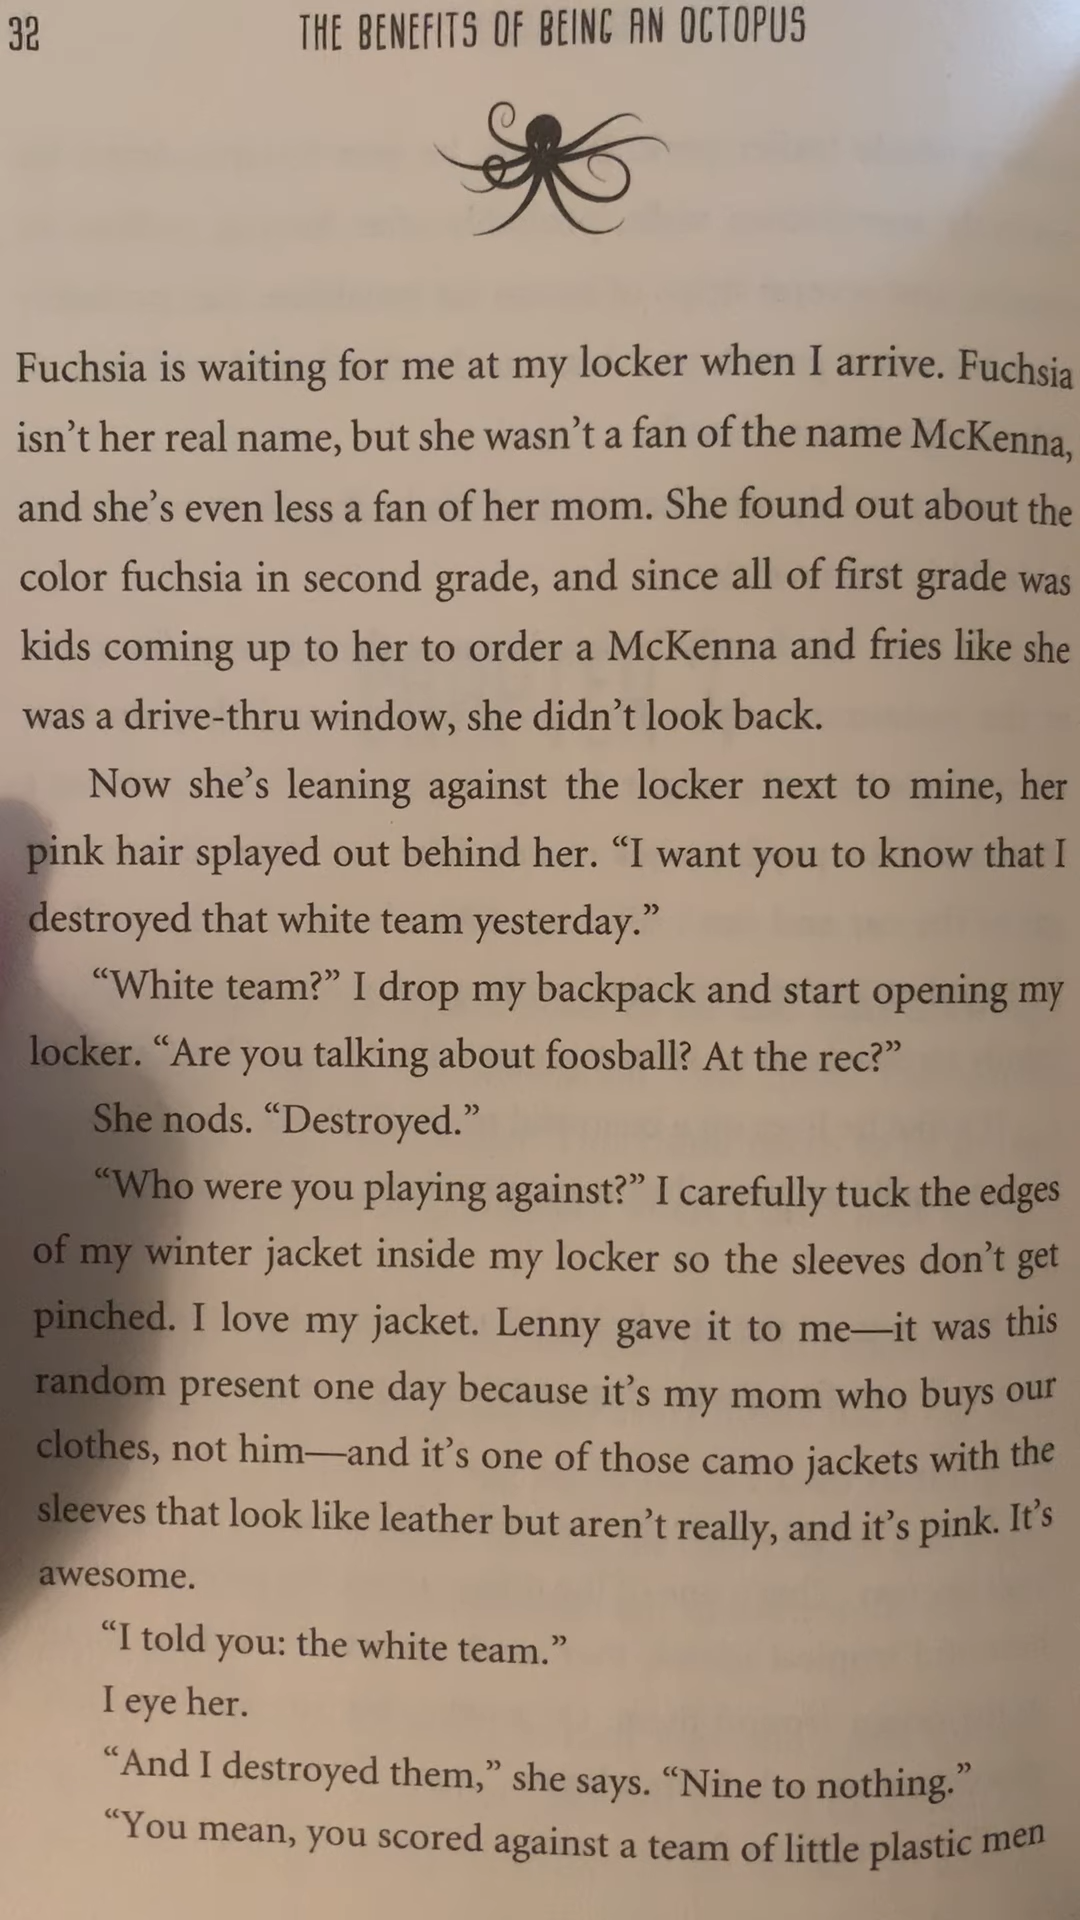 32
THE BENEFITS OF BEING AN OCTOPUS
Fuchsia is waiting for me at my locker when I arrive. Fuchsia
isn’t her real name, but she wasn’t a fan of the name McKenna,
and she’s even less a fan of her mom. She found out about the
color fuchsia in second grade, and since all of first grade was
kids coming up to her to order a McKenna and fries like she
was a drive-thru window, she didn’t look back.
Now she’s leaning against the locker next to mine, her
pink hair splayed out behind her. “I want you to know that I
destroyed that white team yesterday.”
“White team?” I drop my backpack and start opening my
locker. “Are you talking about foosball? At the rec?”
She nods. “Destroyed.”
“Who were you playing against?” I carefully tuck the edges
of my winter jacket inside my locker so the sleeves don’t get
pinched. I love my jacket. Lenny gave it to me—it was this
random present one day because it’s my mom who buys our
clothes, not him—and it’s one of those camo jackets with the
sleeves that look like leather but aren’t really, and it’s pink. It’s
awesome.
“I told you: the white team.”
I eye her.
“And I destroyed them,” she says. “Nine to nothing.”
“You mean, you scored against a team of little plastic men